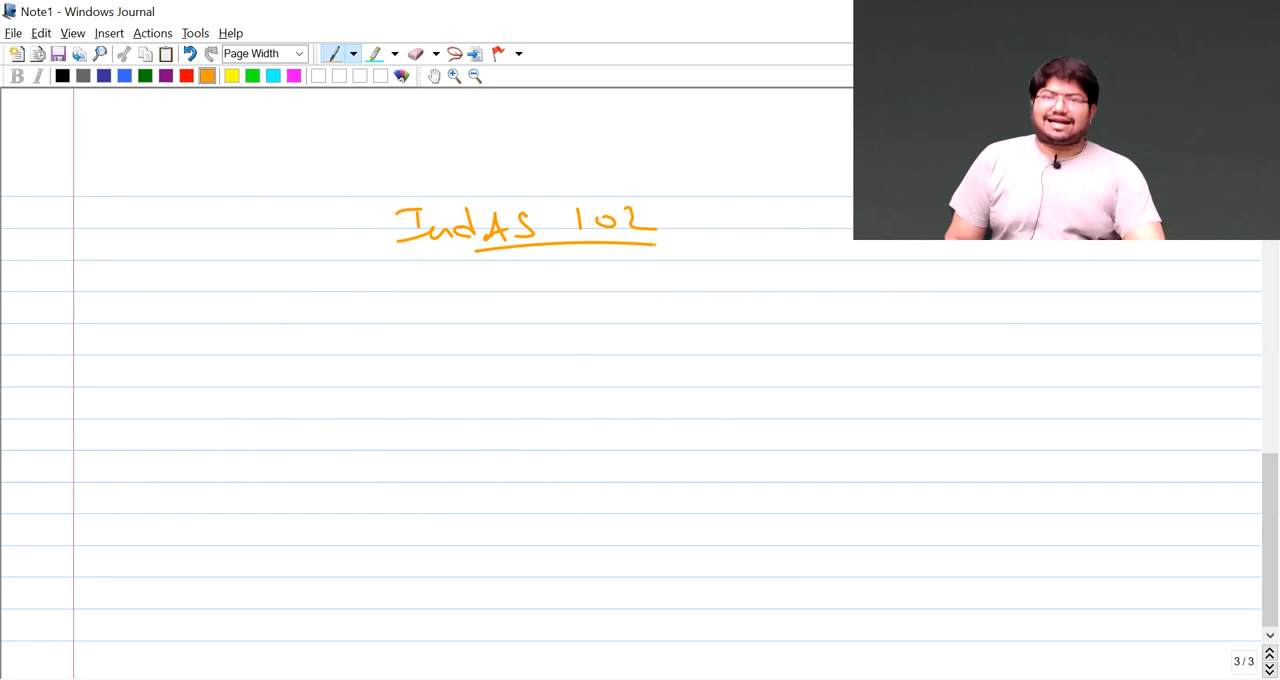 Note1 - Windows Journal
File Edit View Insert Actions Tools Help
Page Width
B I
IndAS 102
3 / 3